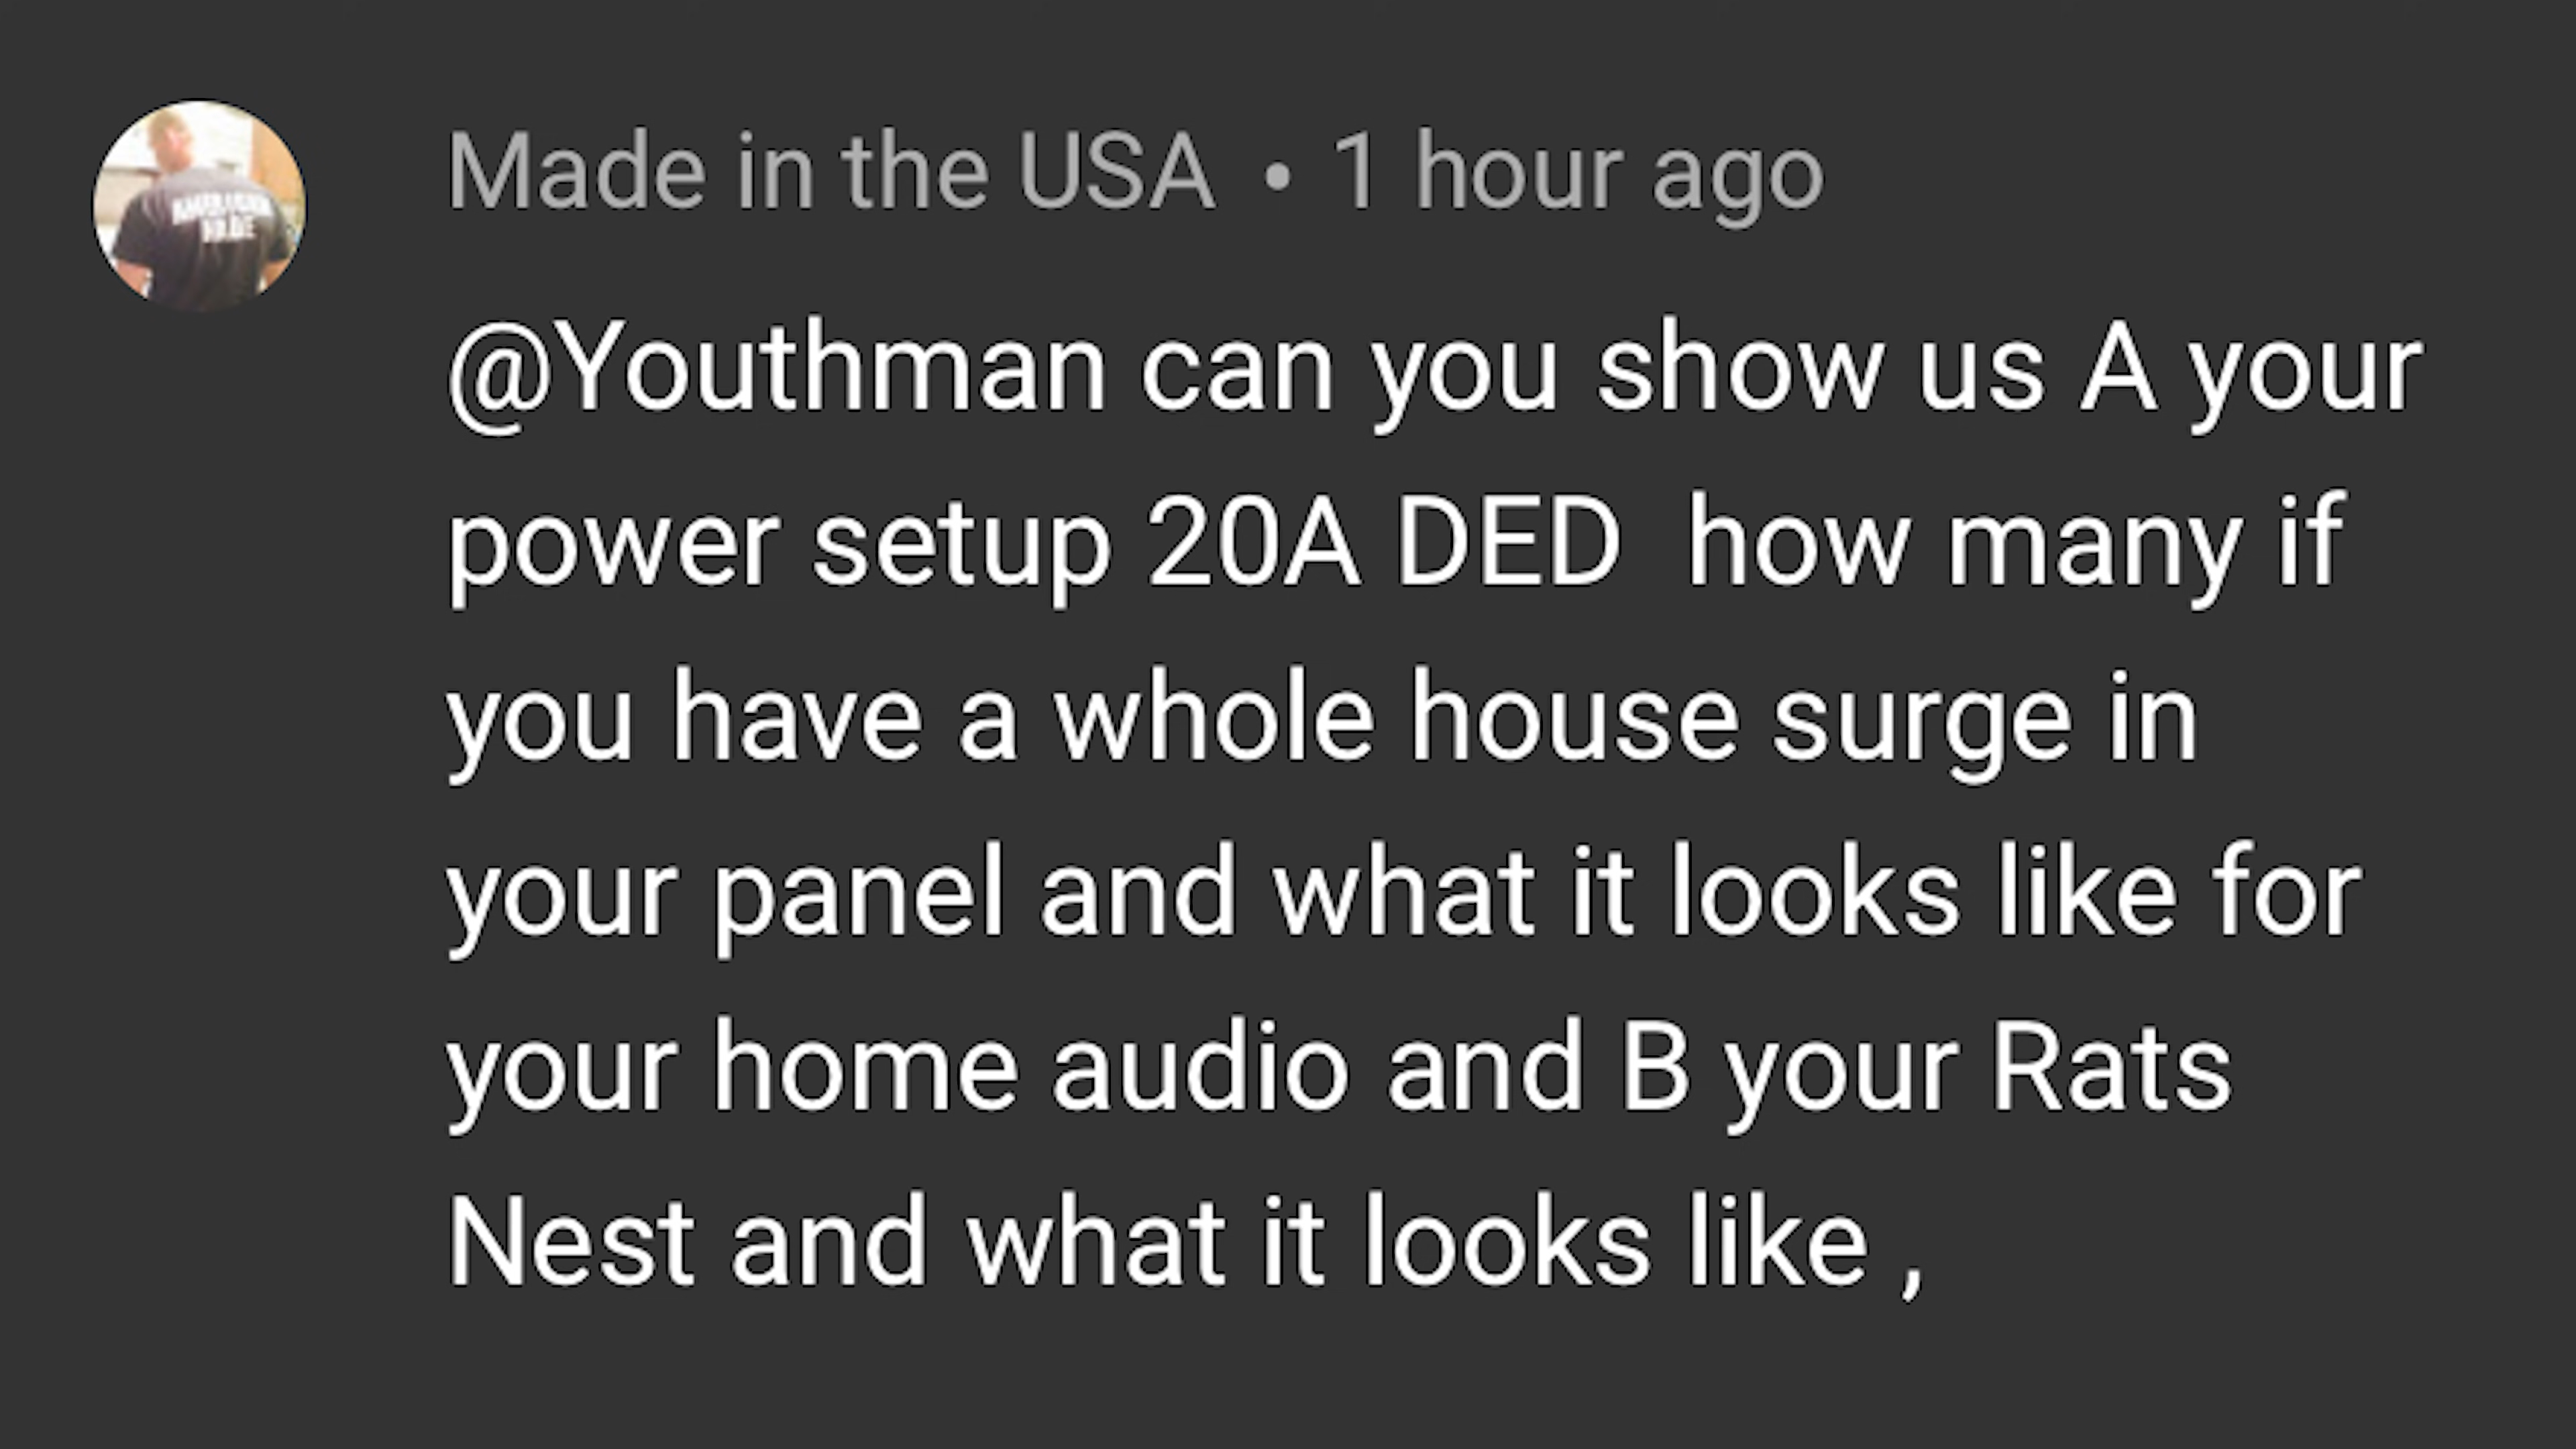 Made in the USA • 1 hour ago
@Youthman can you show us A your
power setup 20A DED  how many if
you have a whole house surge in
your panel and what it looks like for
your home audio and B your Rats
Nest and what it looks like ,